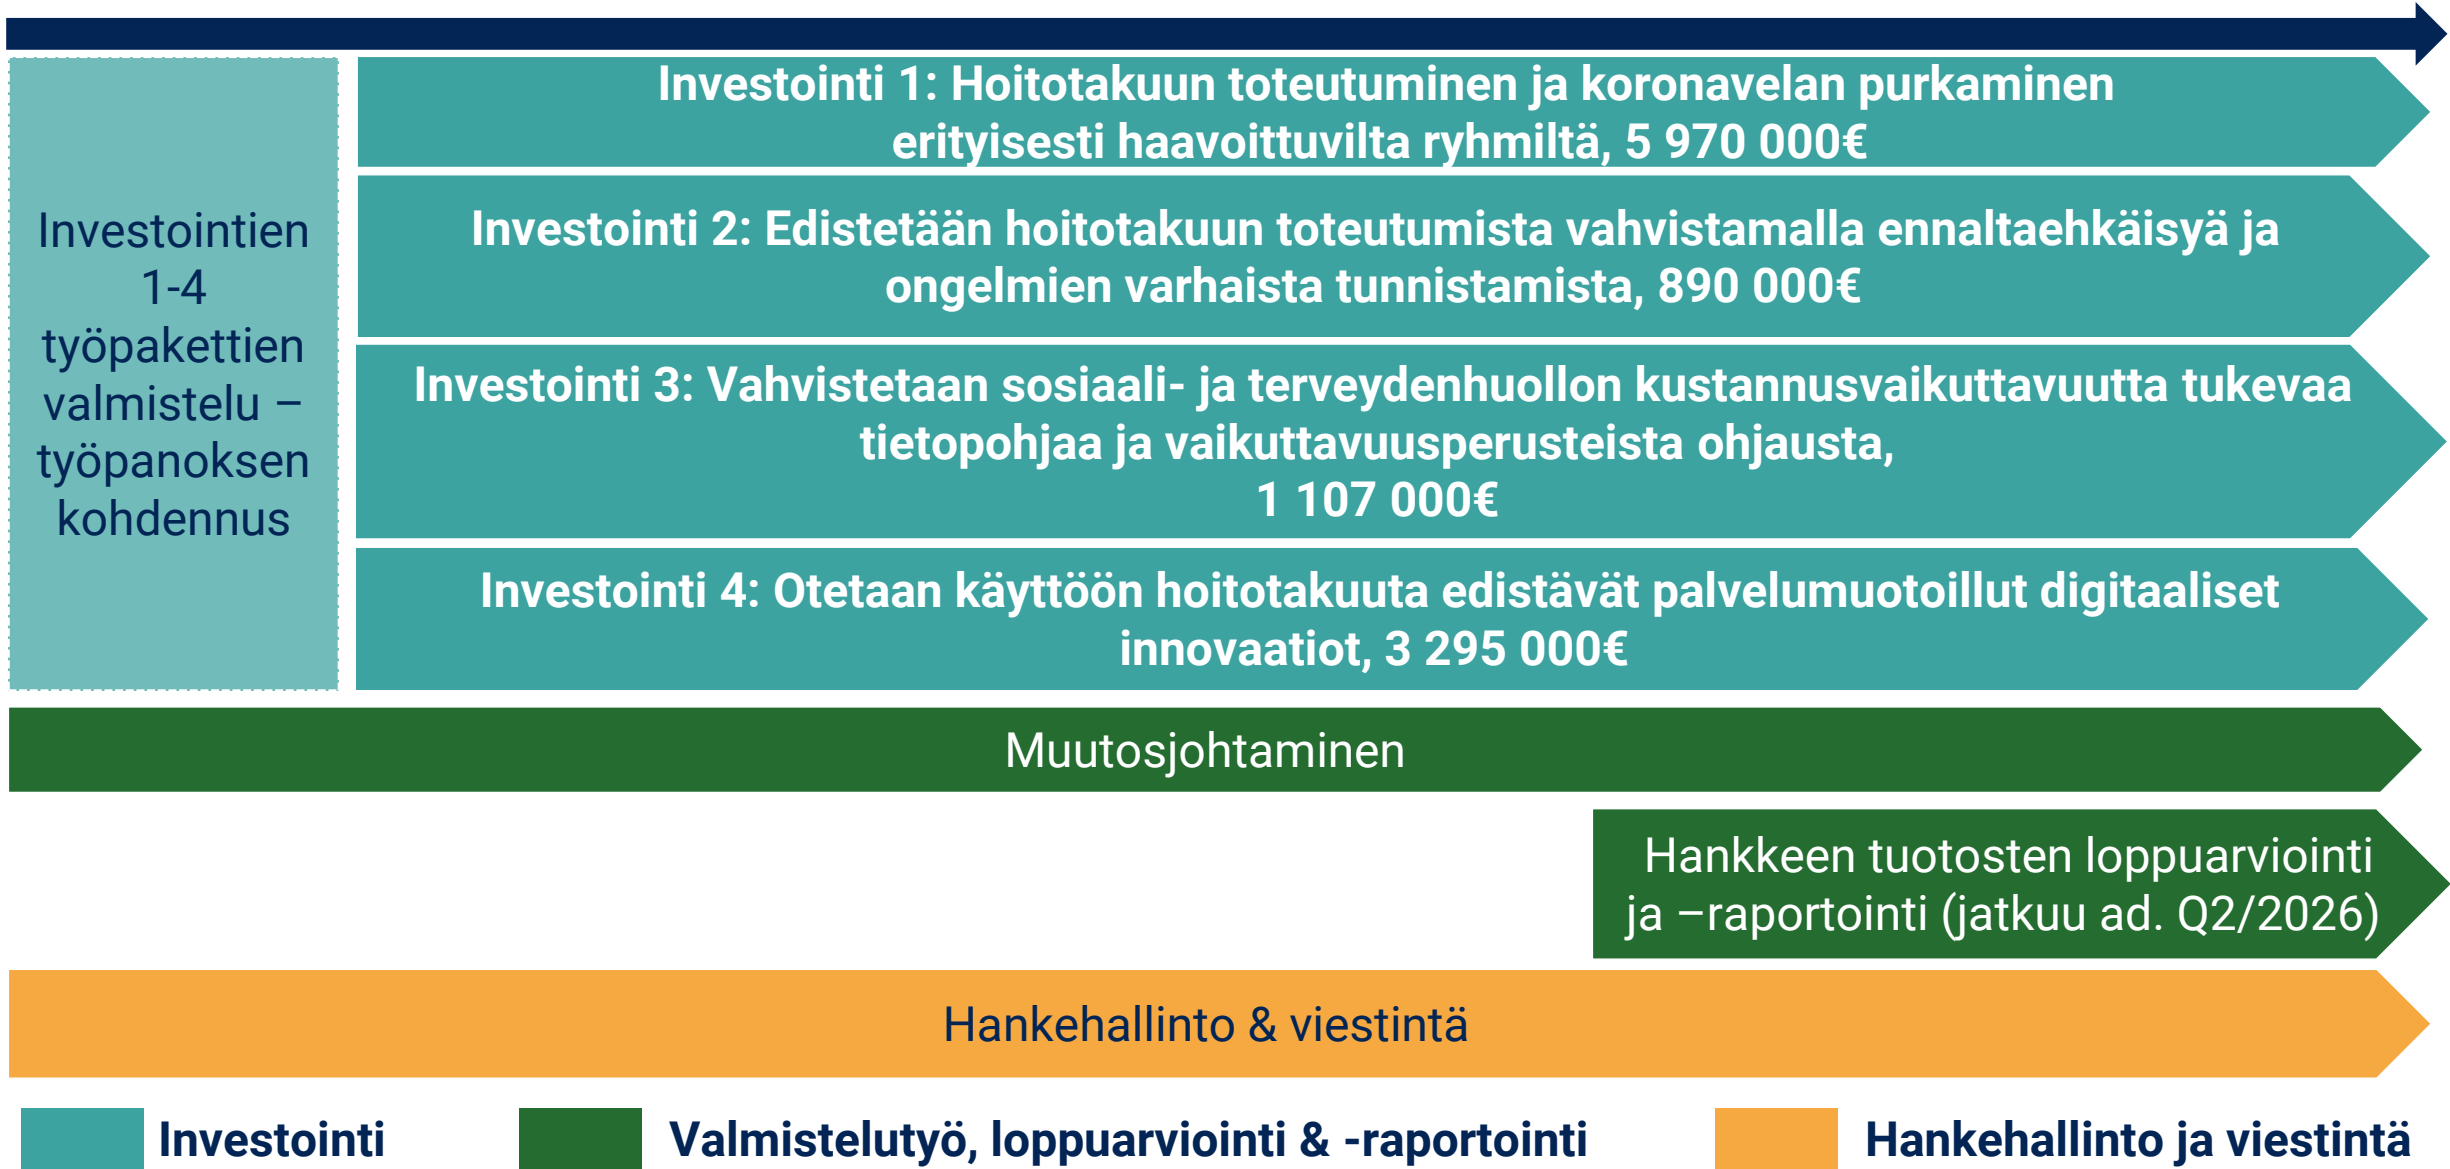 Investointien
1-4
työpakettien
valmistelu –
työpanoksen
kohdennus
Investointi 1: Hoitotakuun toteutuminen ja koronavelan purkaminen
erityisesti haavoittuvilta ryhmiltä, 5 970 000€
Investointi 2: Edistetään hoitotakuun toteutumista vahvistamalla ennaltaehkäisyä ja
ongelmien varhaista tunnistamista, 890 000€
Investointi 3: Vahvistetaan sosiaali- ja terveydenhuollon kustannusvaikuttavuutta tukevaa
tietopohjaa ja vaikuttavuusperusteista ohjausta,
1 107 000€
Investointi 4: Otetaan käyttöön hoitotakuuta edistävät palvelumuotoillut digitaaliset
innovaatiot, 3 295 000€
Muutosjohtaminen
Hankkeen tuotosten loppuarviointi
ja –raportointi (jatkuu ad. Q2/2026)
Hankehallinto & viestintä
Investointi
Valmistelutyö, loppuarviointi & -raportointi
Hankehallinto ja viestintä